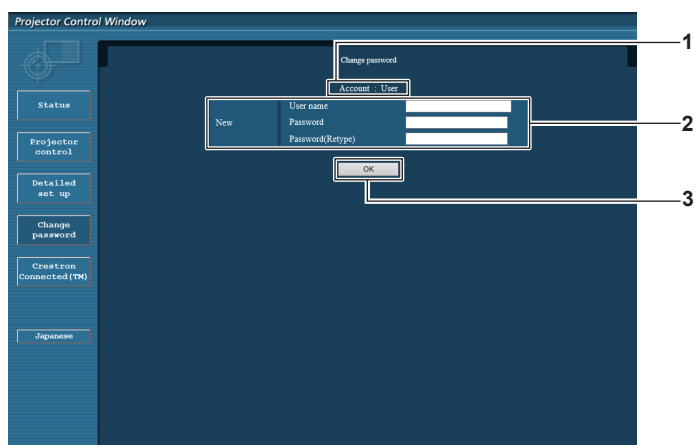 Projector Control Window
1
Change password
Account : User
Status
User name
New
Password
2
Password(Retype)
Projector
control
OK
Detailed
set up
3
Change
password
Crestron
Connected(TM)
Japanese